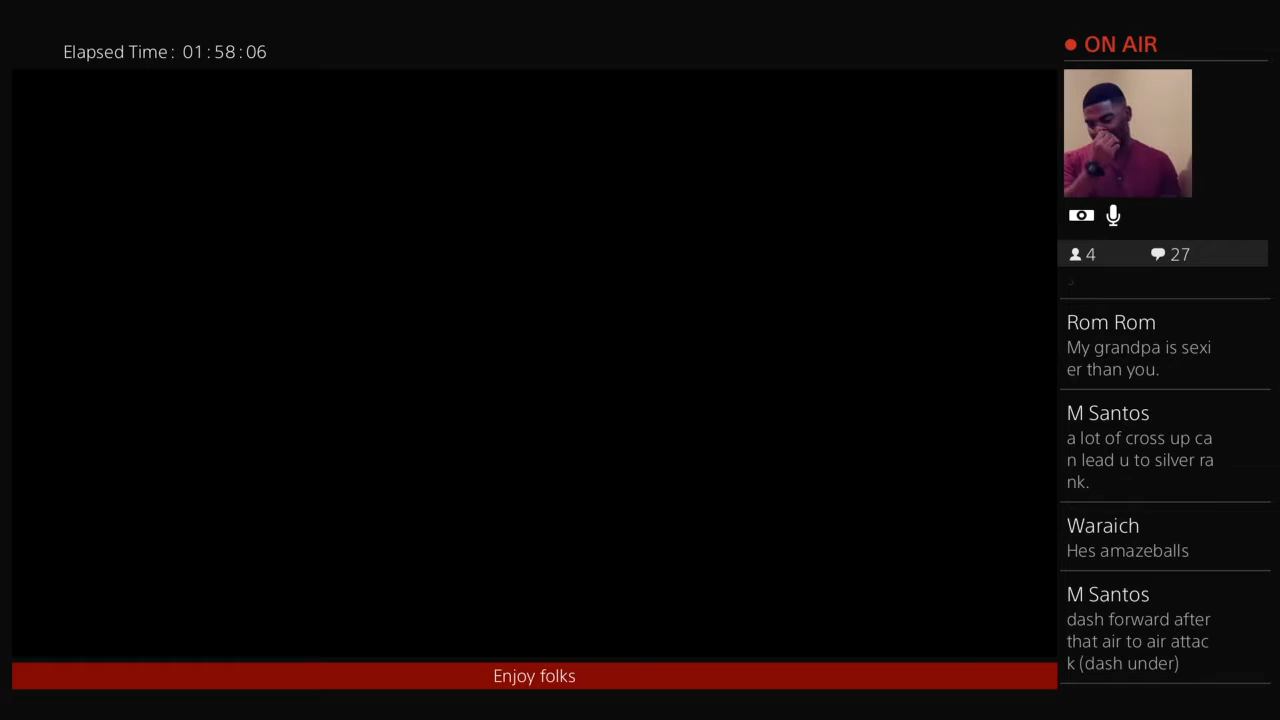 Elapsed Time: 01:58:06
ON AIR
4 27
Rom Rom
My grandpa is sexi
er than you.
M Santos
a lot of cross up ca
n lead u to silver ra
nk.
Waraich
Hes amazeballs
M Santos
dash forward after
that air to air attac
k (dash under)
Enjoy folks